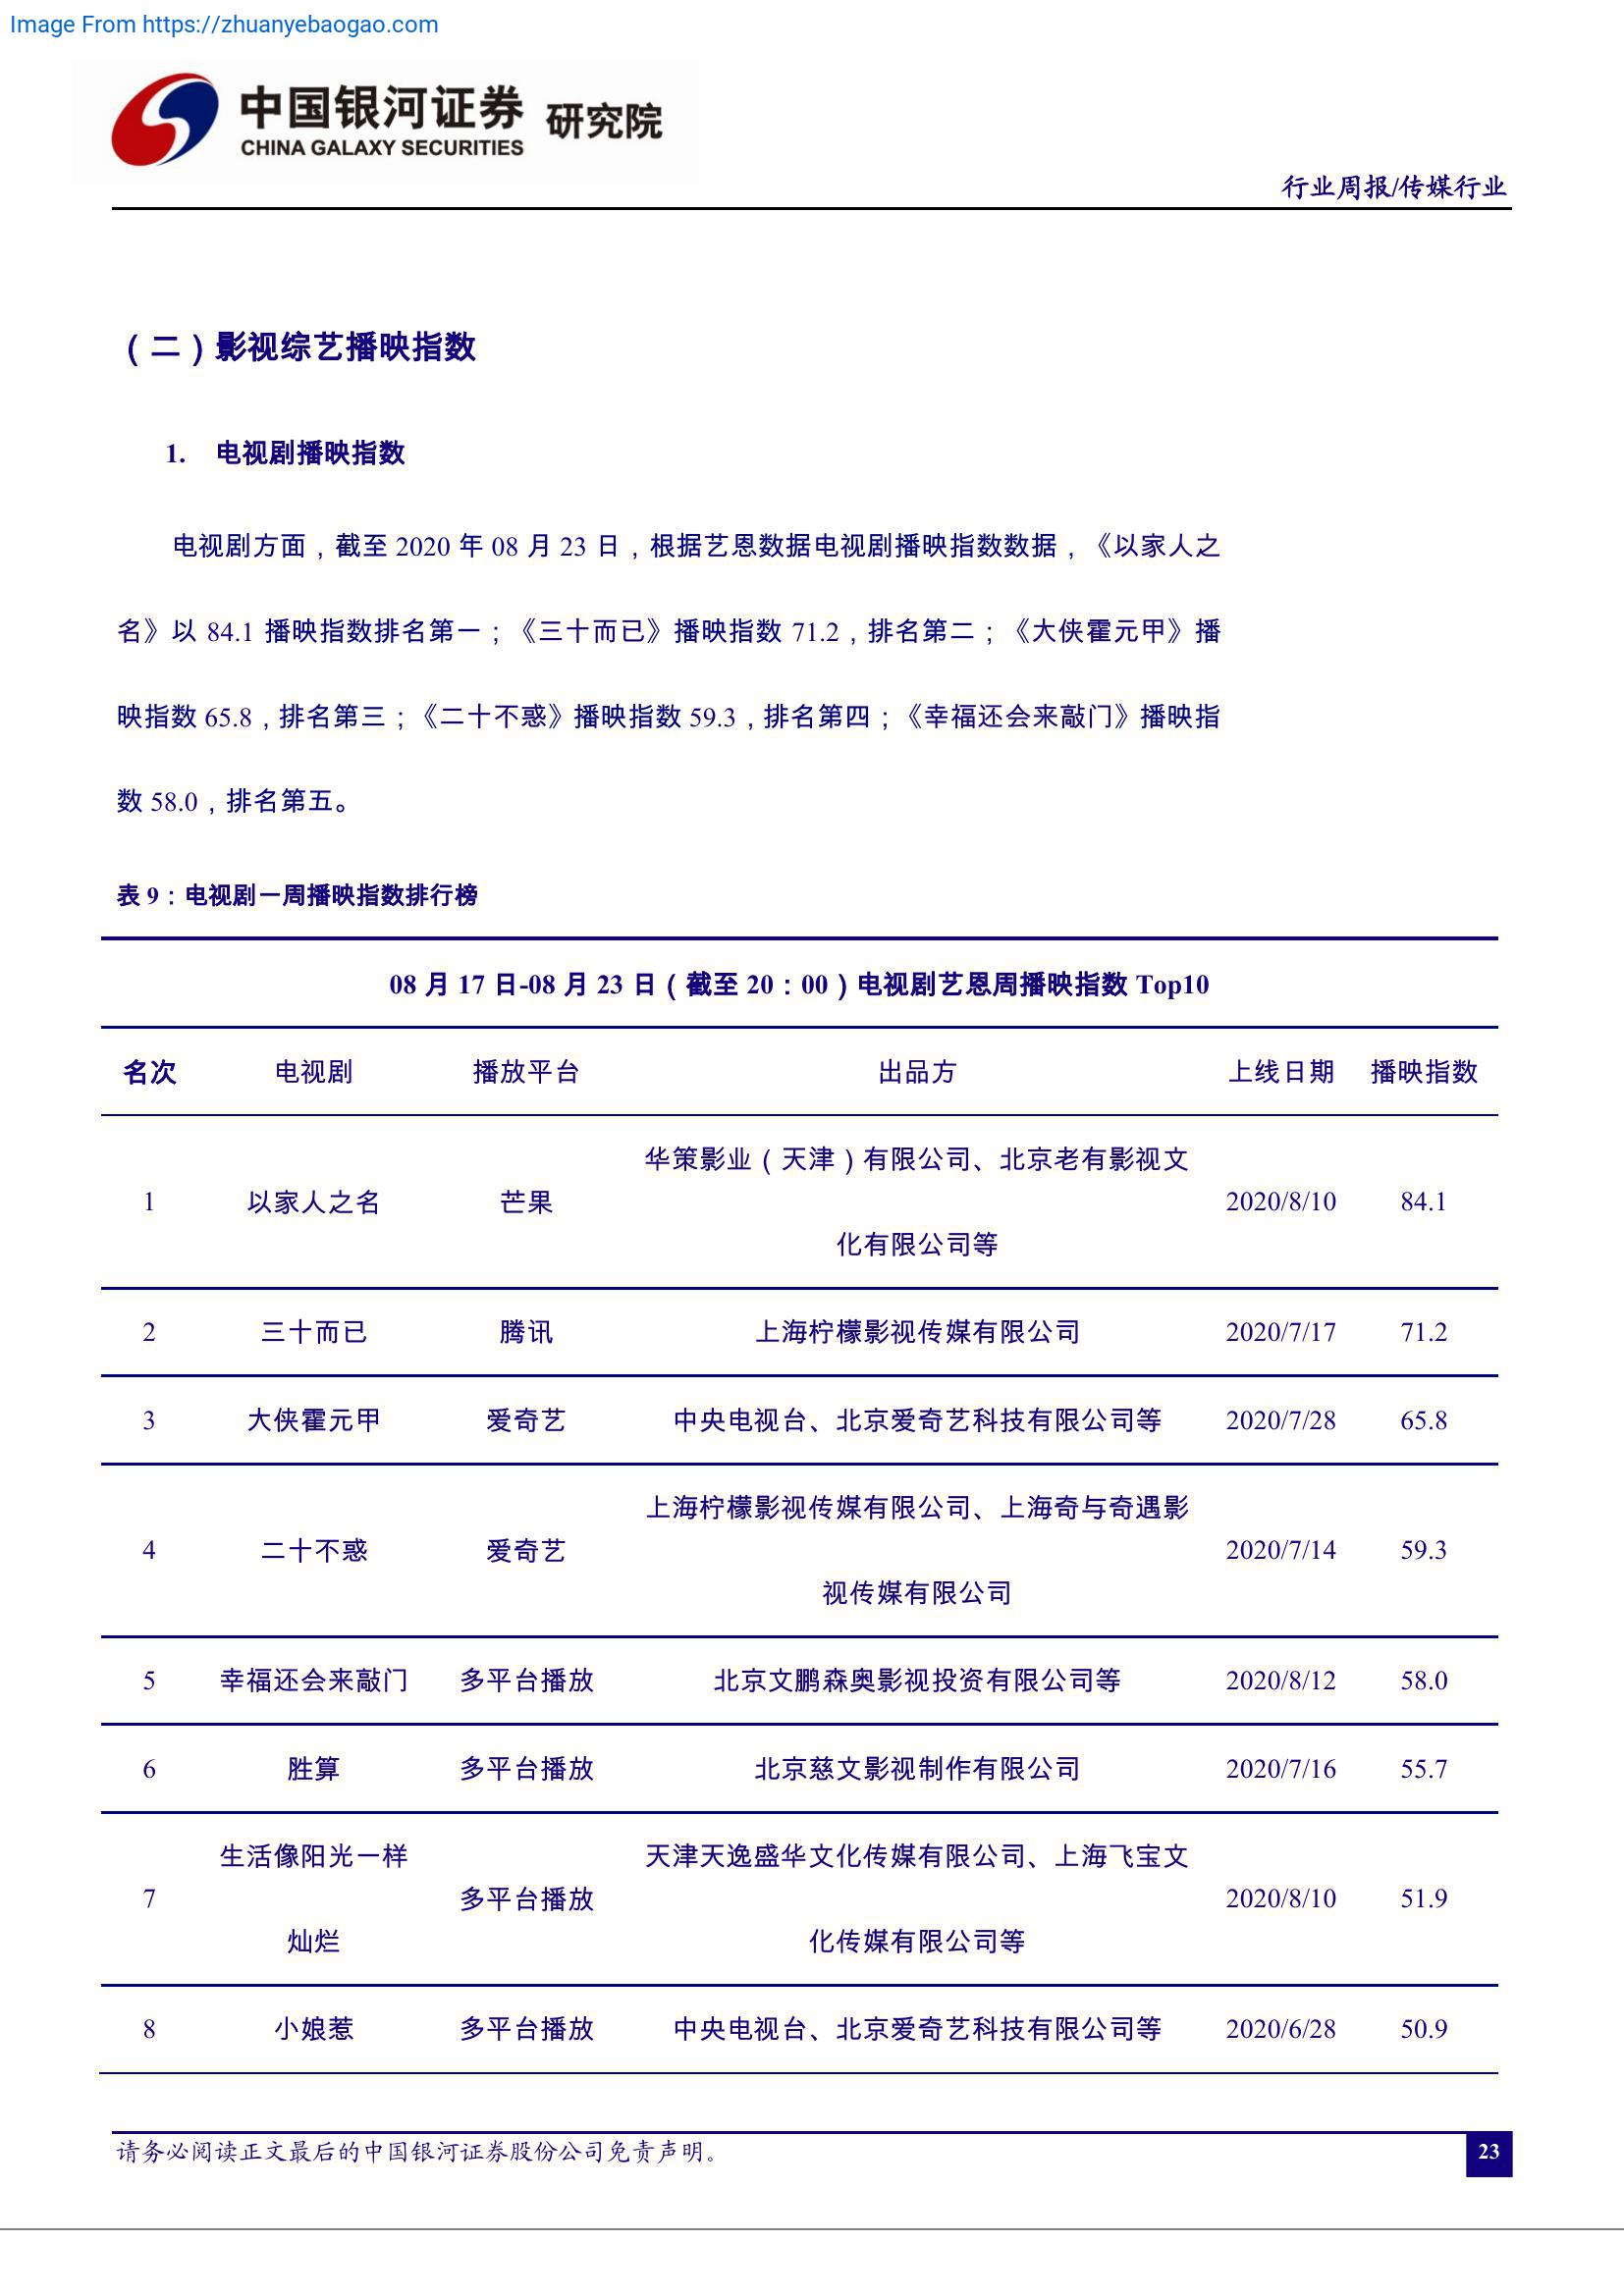 Image From https://zhuanyebaogao.com
中国银河证券 研究院
CHINA GALAXY SECURITIES
行业周报/传媒行业
（二）影视综艺播映指数
1. 电视剧播映指数
电视剧方面，截至 2020 年 08 月 23 日，根据艺恩数据电视剧播映指数数据，《以家人之
名》以 84.1 播映指数排名第一；《三十而已》播映指数 71.2，排名第二；《大侠霍元甲》播
映指数 65.8，排名第三；《二十不惑》播映指数 59.3，排名第四；《幸福还会来敲门》播映指
数 58.0，排名第五。
表 9：电视剧一周播映指数排行榜
08 月 17 日-08 月 23 日（截至 20：00）电视剧艺恩周播映指数 Top10
名次 电视剧 播放平台 出品方 上线日期 播映指数
华策影业（天津）有限公司、北京老有影视文
1 以家人之名 芒果 2020/8/10 84.1
化有限公司等
2 三十而已 腾讯 上海柠檬影视传媒有限公司 2020/7/17 71.2
3 大侠霍元甲 爱奇艺 中央电视台、北京爱奇艺科技有限公司等 2020/7/28 65.8
上海柠檬影视传媒有限公司、上海奇与奇遇影
4 二十不惑 爱奇艺 2020/7/14 59.3
视传媒有限公司
5 幸福还会来敲门 多平台播放 北京文鹏森奥影视投资有限公司等 2020/8/12 58.0
6 胜算 多平台播放 北京慈文影视制作有限公司 2020/7/16 55.7
生活像阳光一样 天津天逸盛华文化传媒有限公司、上海飞宝文
7 多平台播放 2020/8/10 51.9
灿烂 化传媒有限公司等
8 小娘惹 多平台播放 中央电视台、北京爱奇艺科技有限公司等 2020/6/28 50.9
请务必阅读正文最后的中国银河证券股份公司免责声明。
23